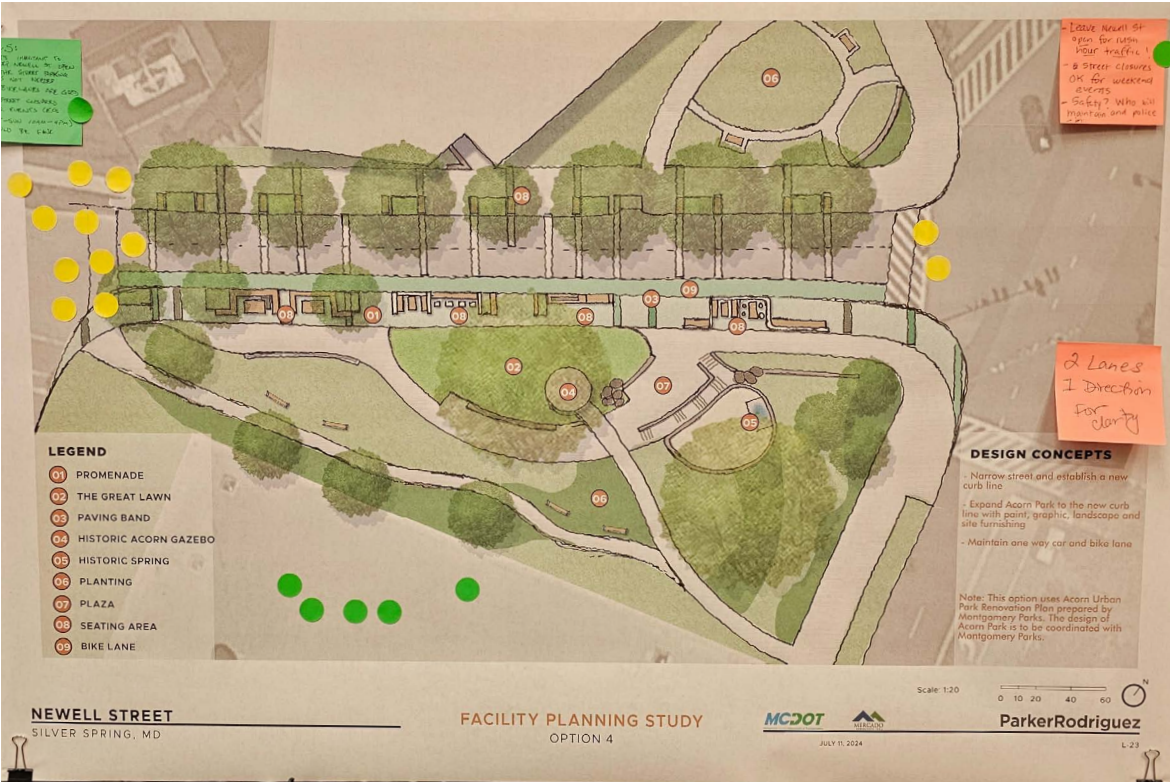 - Leave Newell St
open for rush
hour traffic!
- 8 street closures
OK for weekend
events
- Safety? Who will
maintain and police
06
08
09
03
08
01
08
08
08
02
04
07
05
06
2 Lanes
1 Direction
For
clarity
LEGEND
01 PROMENADE
02 THE GREAT LAWN
03 PAVING BAND
04 HISTORIC ACORN GAZEBO
05 HISTORIC SPRING
06 PLANTING
07 PLAZA
08 SEATING AREA
09 BIKE LANE
DESIGN CONCEPTS
- Narrow street and establish a new
curb line
- Expand Acorn Park to the new curb
line with paint, graphic, landscape and
site furnishing
- Maintain one way car and bike lane
Note: This option uses Acorn Urban
Park Renovation Plan prepared by
Montgomery Parks. The design of
Acorn Park is to be coordinated with
Montgomery Parks.
NEWELL STREET
SILVER SPRING, MD
FACILITY PLANNING STUDY
OPTION 4
MCDOT
MERCADO
JULY 11, 2024
Scale: 1:20
0 10 20 40 60
N
ParkerRodriguez
L-23